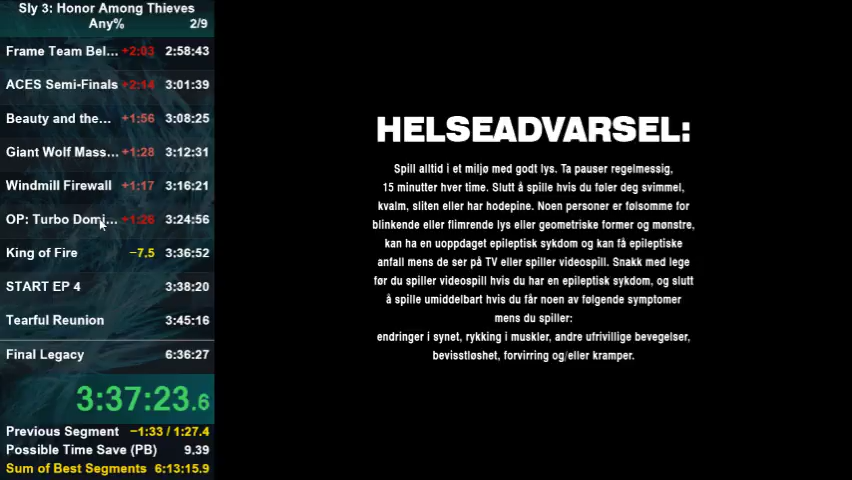 Sly 3: Honor Among Thieves
Any% 2/9
Frame Team Bel... +2:03 2:58:43
ACES Semi-Finals +2:14 3:01:39
Beauty and the... +1:56 3:08:25
Giant Wolf Mass... +1:28 3:12:31
Windmill Firewall +1:17 3:16:21
OP: Turbo Domi... +1:26 3:24:56
King of Fire −7.5 3:36:52
START EP 4 3:38:20
Tearful Reunion 3:45:16
Final Legacy 6:36:27
3:37:23.6
Previous Segment −1:33 / 1:27.4
Possible Time Save (PB) 9.39
Sum of Best Segments 6:13:15.9
HELSEADVARSEL:
Spill alltid i et miljø med godt lys. Ta pauser regelmessig,
15 minutter hver time. Slutt å spille hvis du føler deg svimmel,
kvalm, sliten eller har hodepine. Noen personer er følsomme for
blinkende eller flimrende lys eller geometriske former og mønstre,
kan ha en uoppdaget epileptisk sykdom og kan få epileptiske
anfall mens de ser på TV eller spiller videospill. Snakk med lege
før du spiller videospill hvis du har en epileptisk sykdom, og slutt
å spille umiddelbart hvis du får noen av følgende symptomer
mens du spiller:
endringer i synet, rykking i muskler, andre ufrivillige bevegelser,
bevisstløshet, forvirring og/eller kramper.